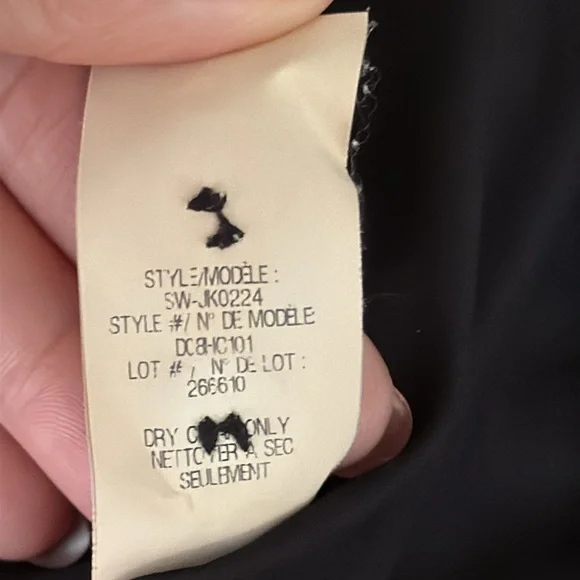 STYLE/MODÈLE :
SW-JK0224
STYLE #/ N° DE MODÈLE
DC8HC101
LOT # / N° DE LOT :
266610
DRY ONLY
NETTOYER A SEC
SEULEMENT